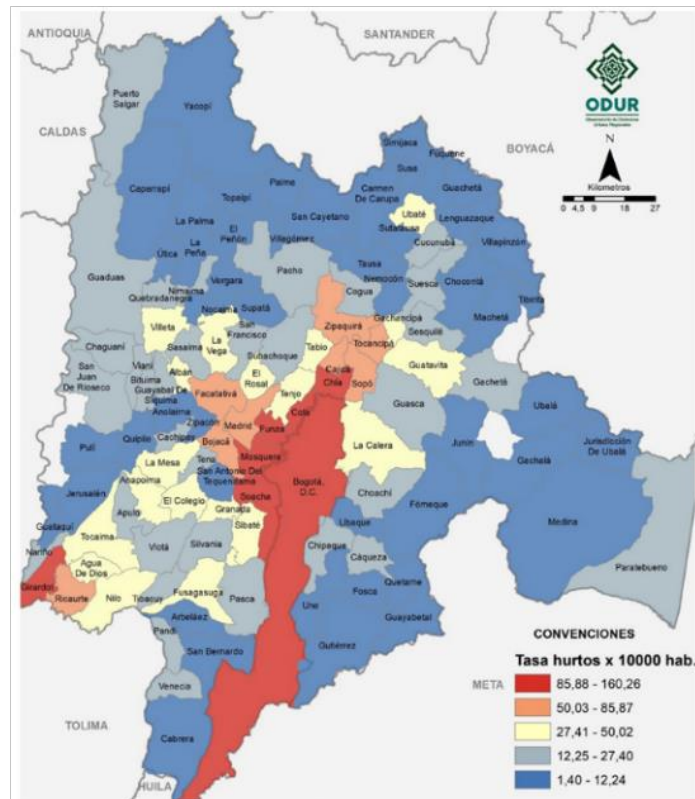 ANTIOQUIA
SANTANDER
CALDAS
BOYACÁ
META
TOLIMA
HUILA
ODUR
N
Kilometros
0 4,5 9 18 27
Puerto
Salgar
Yacopí
Caparrapí
Topaipí
Paime
La Palma
El
Peñón
San Cayetano
Villagómez
Carmen
De Carupa
Simijaca
Susa
Fúquene
Guachetá
Ubaté
Lenguazaque
Sutatausa
Cucunubá
Villapinzón
Tausa
Útica
La
Peña
Pacho
Nemocón
Suesca
Chocontá
Guaduas
Nimaima
Vergara
Quebradanegra
Cogua
Tibirita
Machetá
Nocaima
Supatá
Gachancipá
Sesquilé
Zipaquirá
Tocancipá
Villeta
La
Vega
San
Francisco
Subachoque
Tabio
Guatavita
Chaguaní
Sasaima
San
Juan
De Rioseco
Vianí
Albán
El
Rosal
Tenjo
Cajicá
Chía
Sopó
Gachetá
Bituima
Guayabal De
Siquima
Facatativá
Guasca
Ubalá
Anolaima
Zipacón
Madrid
Funza
Cota
Pulí
Quipile
Cachipay
Bojacá
La Calera
Junín
Gachalá
Jurisdicción
De Ubalá
Mosquera
La Mesa
Tena
San Antonio Del
Tequendama
Bogotá,
D.C.
Anapoima
Jerusalén
Soacha
Choachí
Fómeque
Medina
El Colegio
Guataquí
Apulo
Granada
Ubaque
Tocaima
Sibaté
Nariño
Viotá
Silvania
Chipaque
Cáqueza
Paratebueno
Agua
De Dios
Girardot
Ricaurte
Nilo
Tibacuy
Fusagasuga
Pasca
Une
Fosca
Quetame
Arbeláez
Guayabetal
Pandi
San Bernardo
Gutiérrez
Venecia
Cabrera
CONVENCIONES
Tasa hurtos x 10000 hab.
85,88 - 160,26
50,03 - 85,87
27,41 - 50,02
12,25 - 27,40
1,40 - 12,24